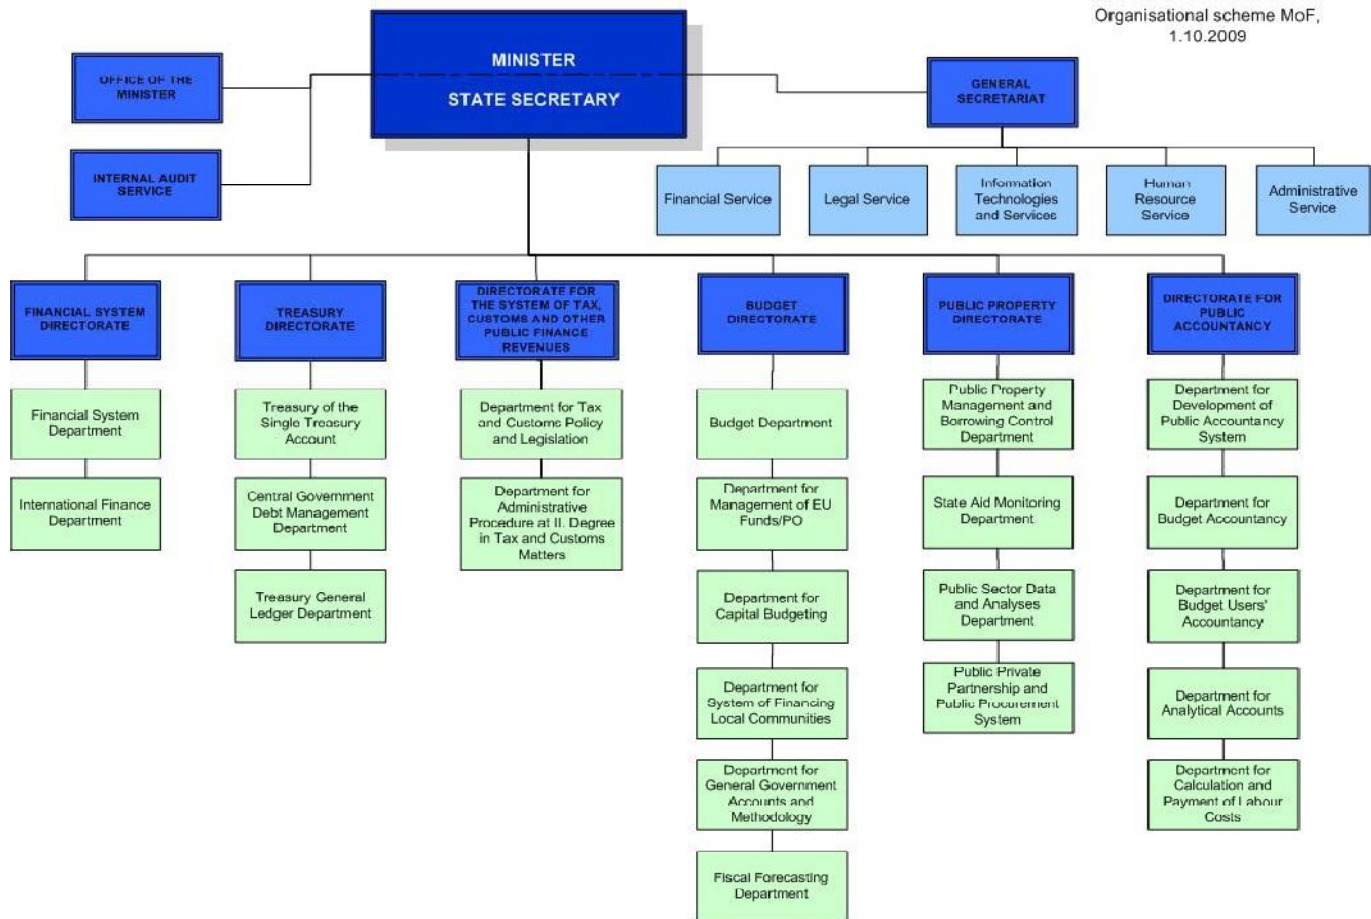 Organisational scheme MoF,
1.10.2009
MINISTER
STATE SECRETARY
OFFICE OF THE
MINISTER
INTERNAL AUDIT
SERVICE
GENERAL
SECRETARIAT
Financial Service
Legal Service
Information
Technologies
and Services
Human
Resource
Service
Administrative
Service
FINANCIAL SYSTEM
DIRECTORATE
TREASURY
DIRECTORATE
DIRECTORATE FOR
THE SYSTEM OF TAX,
CUSTOMS AND OTHER
PUBLIC FINANCE
REVENUES
BUDGET
DIRECTORATE
PUBLIC PROPERTY
DIRECTORATE
DIRECTORATE FOR
PUBLIC
ACCOUNTANCY
Financial System
Department
International Finance
Department
Treasury of the
Single Treasury
Account
Central Government
Debt Management
Department
Treasury General
Ledger Department
Department for Tax
and Customs Policy
and Legislation
Department for
Administrative
Procedure at II. Degree
in Tax and Customs
Matters
Budget Department
Department for
Management of EU
Funds/PO
Department for
Capital Budgeting
Department for
System of Financing
Local Communities
Department for
General Government
Accounts and
Methodology
Fiscal Forecasting
Department
Public Property
Management and
Borrowing Control
Department
State Aid Monitoring
Department
Public Sector Data
and Analyses
Department
Public Private
Partnership and
Public Procurement
System
Department for
Development of
Public Accountancy
System
Department for
Budget Accountancy
Department for
Budget Users'
Accountancy
Department for
Analytical Accounts
Department for
Calculation and
Payment of Labour
Costs